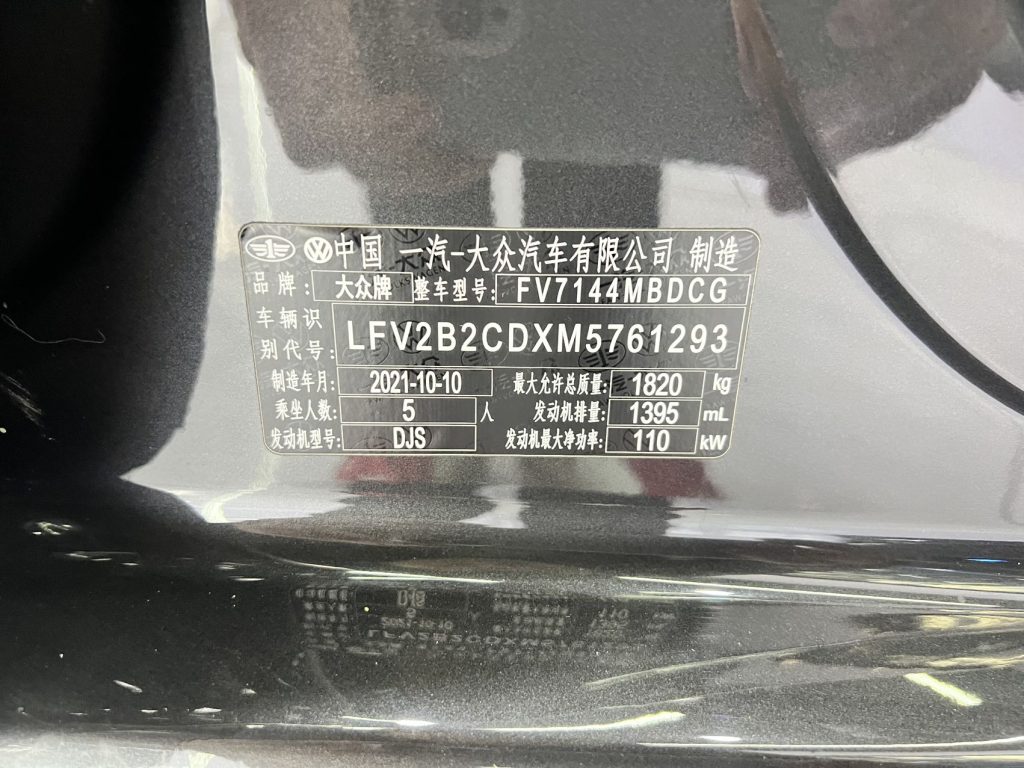 中国 一汽-大众汽车有限公司 制造
品牌: 大众牌 整车型号: FV7144MBDCG
车辆识别代号: LFV2B2CDXM5761293
制造年月: 2021-10-10 最大允许总质量: 1820 kg
乘坐人数: 5 人 发动机排量: 1395 mL
发动机型号: DJS 发动机最大净功率: 110 kW